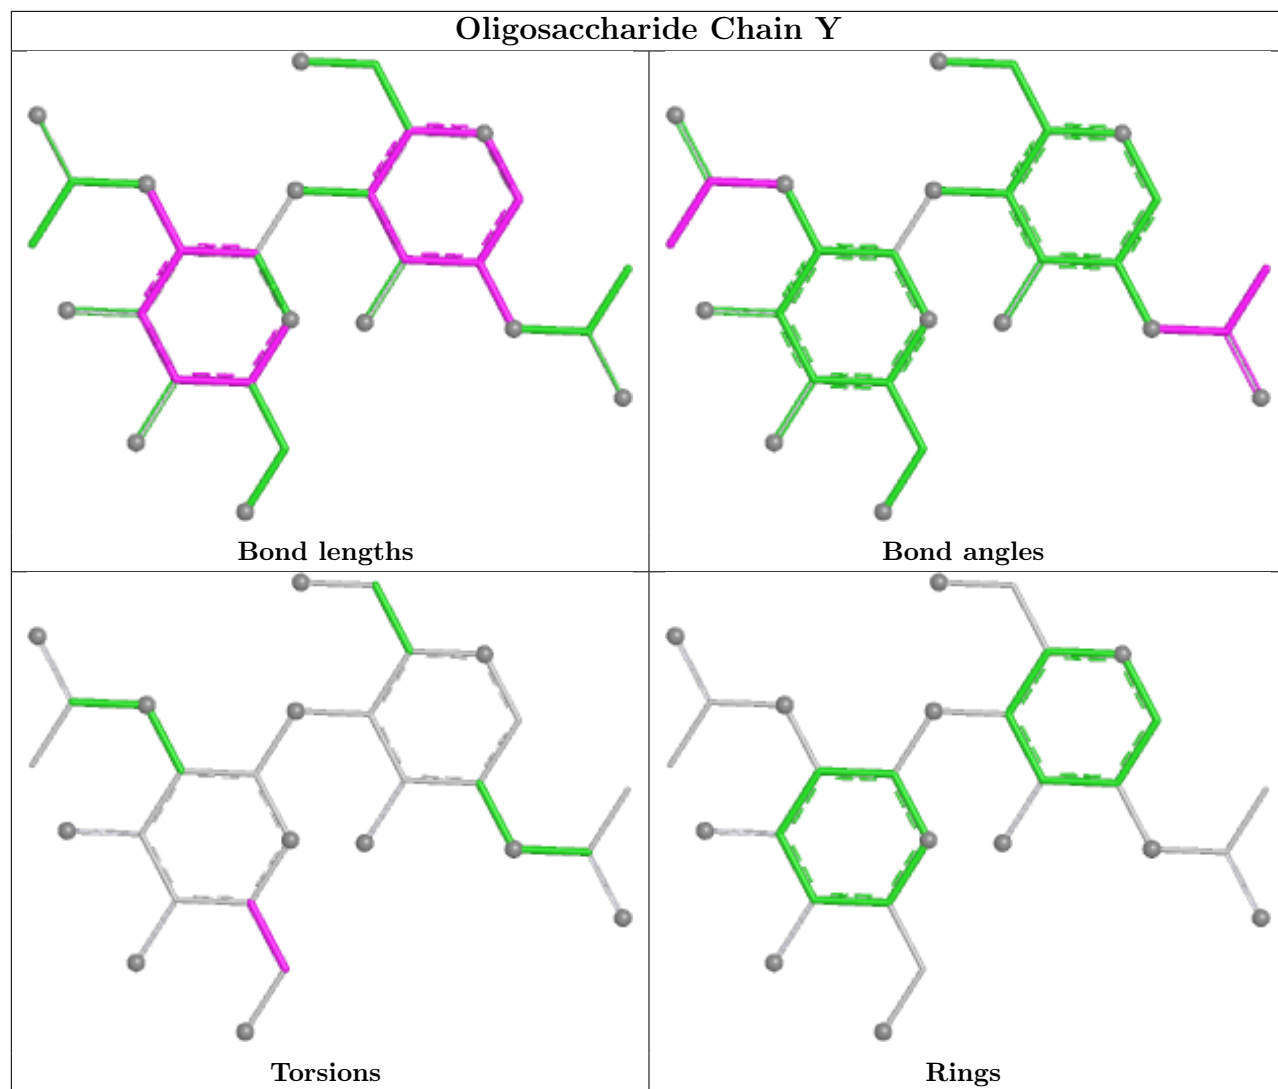 Oligosaccharide Chain Y
Bond lengths
Bond angles
Torsions
Rings